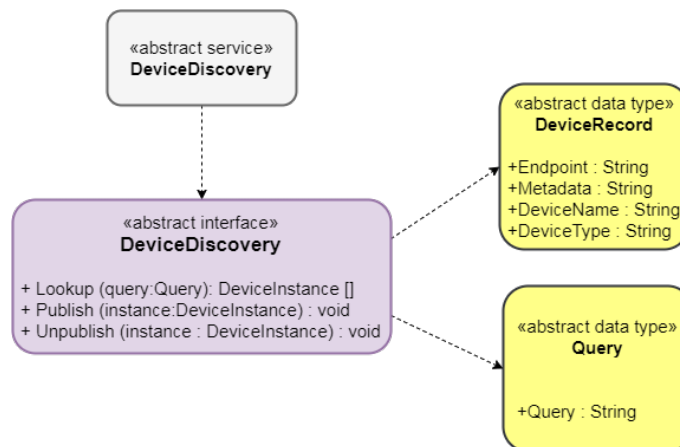 «abstract service»
DeviceDiscovery
«abstract data type»
DeviceRecord
+Endpoint : String
+Metadata : String
+DeviceName : String
+DeviceType : String
«abstract interface»
DeviceDiscovery
+ Lookup (query:Query): DeviceInstance []
+ Publish (instance:DeviceInstance) : void
+ Unpublish (instance : DeviceInstance) : void
«abstract data type»
Query
+Query : String